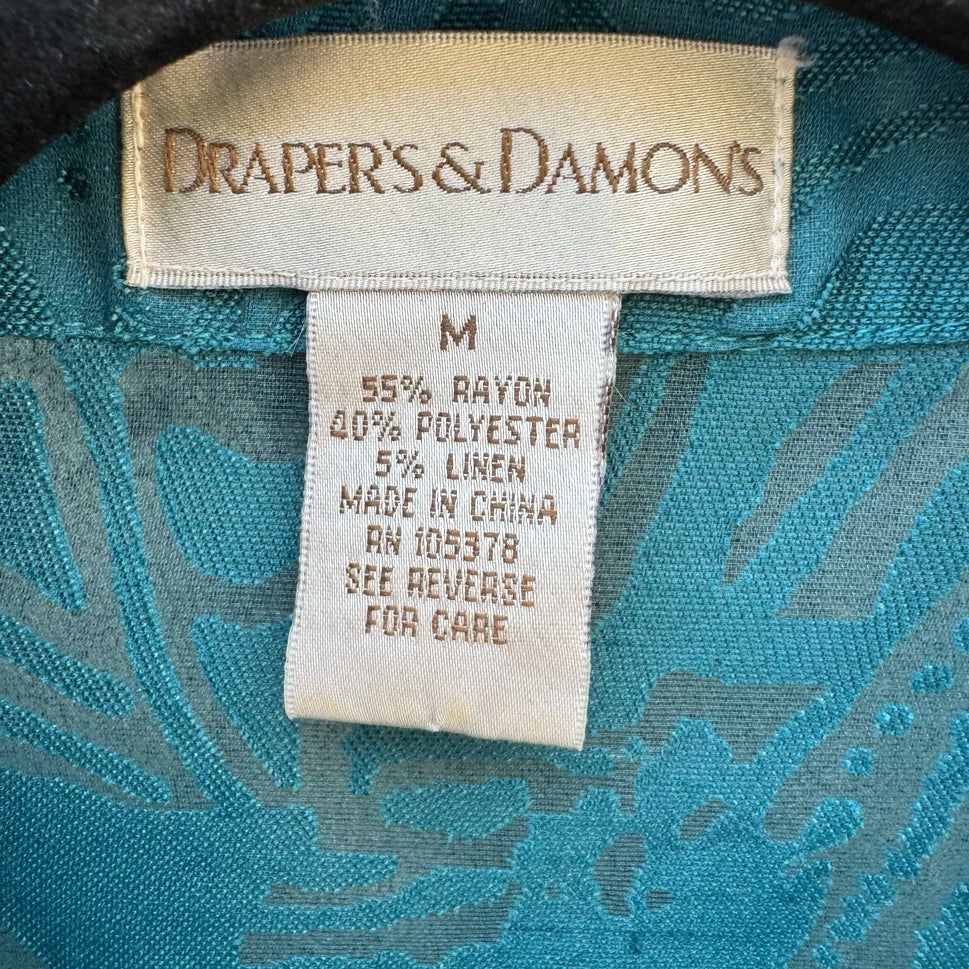 DRAPER'S & DAMON'S
M
55% RAYON
40% POLYESTER
5% LINEN
MADE IN CHINA
RN 105378
SEE REVERSE
FOR CARE